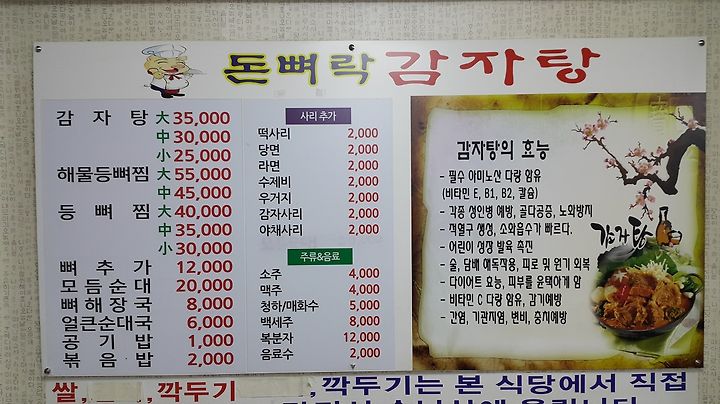 돈뼈락 감자탕
감 자 탕 大 35,000
中 30,000
小 25,000
해물등뼈찜 大 55,000
中 45,000
등 뼈 찜 大 40,000
中 35,000
小 30,000
뼈 추 가 12,000
모듬순대 20,000
뼈해장국 8,000
얼큰순대국 6,000
공 기 밥 1,000
볶 음 밥 2,000
사리 추가
떡사리 2,000
당면 2,000
라면 2,000
수제비 2,000
우거지 2,000
감자사리 2,000
야채사리 2,000
주류&음료
소주 4,000
맥주 4,000
청하/매화수 5,000
백세주 8,000
복분자 12,000
음료수 2,000
감자탕의 효능
- 필수 아미노산 다량 함유
(비타민 E, B1, B2, 칼슘)
- 각종 성인병 예방, 골다공증, 노화방지
- 적혈구 생성, 소화흡수가 빠르다.
- 어린이 성장 발육 촉진
- 술, 담배 해독작용, 피로 및 원기 회복
- 다이어트 효능, 피부를 윤택하게 함
- 비타민 C 다량 함유, 감기예방
- 간염, 기관지염, 변비, 충치예방
감자탕
쌀, 깍두기 ,깍두기는 본 식당에서 직접